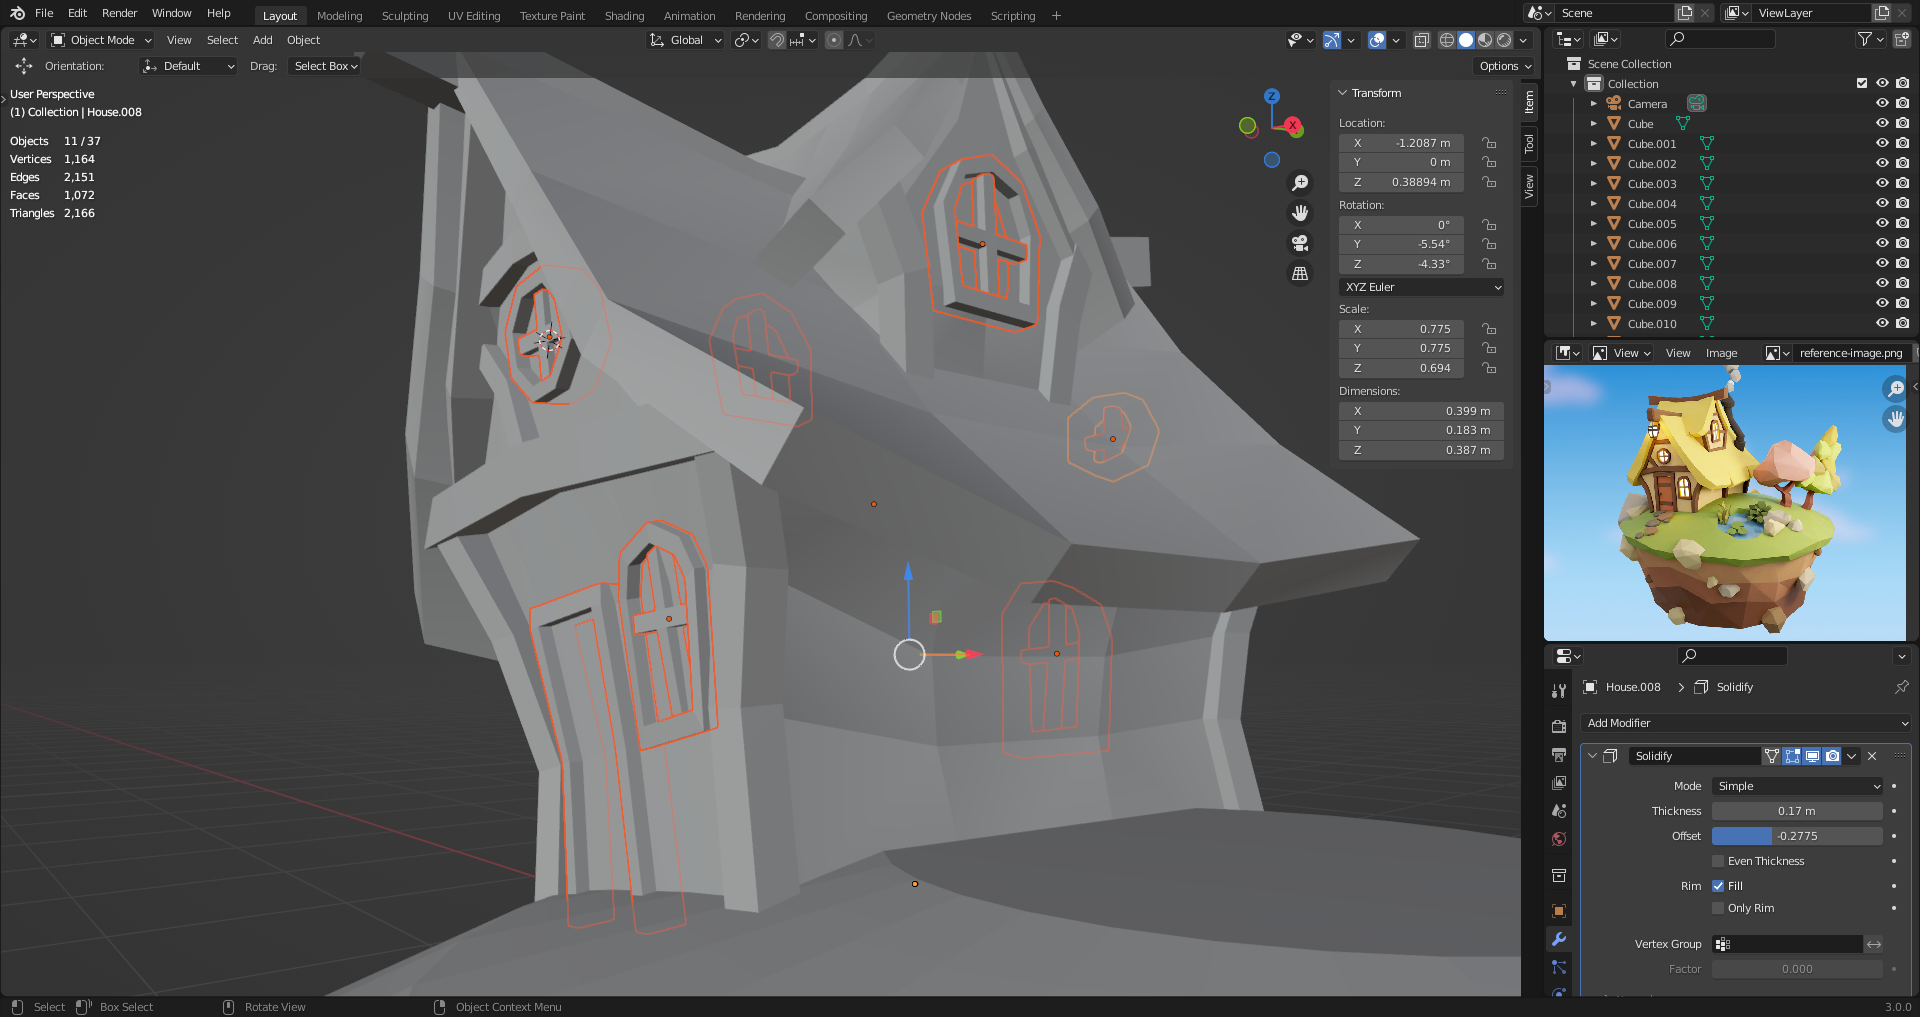 File Edit Render Window Help Layout Modeling Sculpting UV Editing Texture Paint Shading Animation Rendering Compositing Geometry Nodes Scripting + Scene ViewLayer
Object Mode View Select Add Object Global
Orientation: Default Drag: Select Box Options
User Perspective
(1) Collection | House.008
Objects 11 / 37
Vertices 1,164
Edges 2,151
Faces 1,072
Triangles 2,166
Z
X
Transform
Location:
X -1.2087 m
Y 0 m
Z 0.38894 m
Rotation:
X 0°
Y -5.54°
Z -4.33°
XYZ Euler
Scale:
X 0.775
Y 0.775
Z 0.694
Dimensions:
X 0.399 m
Y 0.183 m
Z 0.387 m
Item
Tool
View
Scene Collection
Collection
Camera
Cube
Cube.001
Cube.002
Cube.003
Cube.004
Cube.005
Cube.006
Cube.007
Cube.008
Cube.009
Cube.010
View View Image reference-image.png
House.008 > Solidify
Add Modifier
Solidify
Mode Simple
Thickness 0.17 m
Offset -0.2775
Even Thickness
Rim Fill
Only Rim
Vertex Group
Factor 0.000
Select Box Select Rotate View Object Context Menu 3.0.0